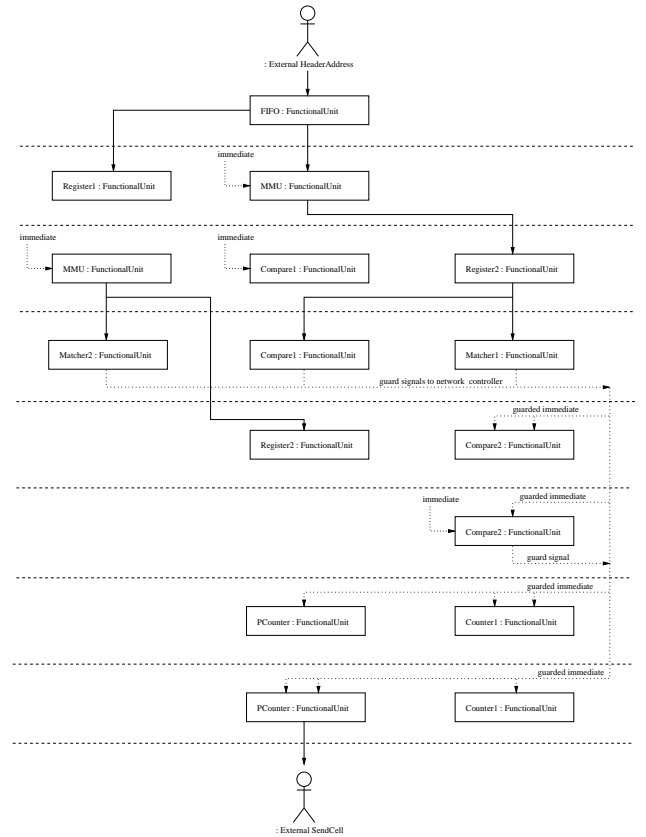 : External HeaderAddress
FIFO : FunctionalUnit
immediate
Register1 : FunctionalUnit
MMU : FunctionalUnit
immediate
immediate
MMU : FunctionalUnit
Compare1 : FunctionalUnit
Register2 : FunctionalUnit
Matcher2 : FunctionalUnit
Compare1 : FunctionalUnit
Matcher1 : FunctionalUnit
guard signals to network controller
guarded immediate
Register2 : FunctionalUnit
Compare2 : FunctionalUnit
immediate
guarded immediate
Compare2 : FunctionalUnit
guard signal
guarded immediate
PCounter : FunctionalUnit
Counter1 : FunctionalUnit
guarded immediate
PCounter : FunctionalUnit
Counter1 : FunctionalUnit
: External SendCell